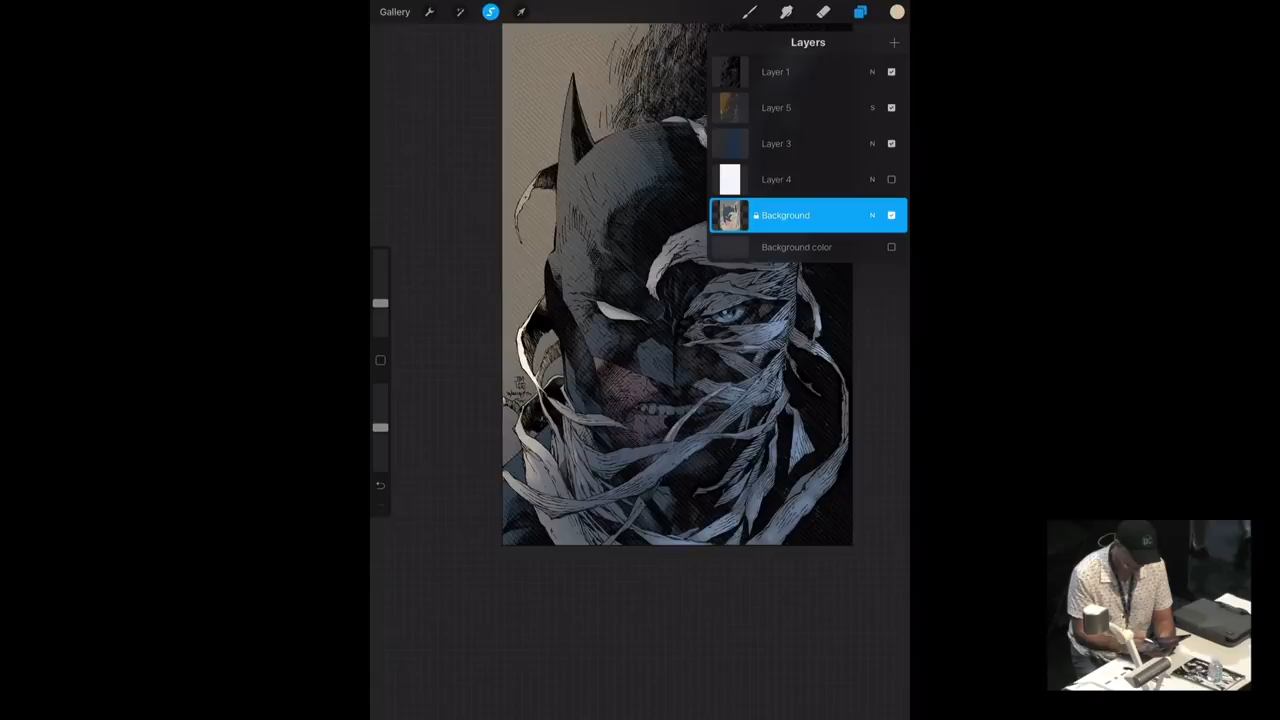 Gallery
Layers
Layer 1 N
Layer 5 S
Layer 3 N
Layer 4 N
Background N
Background color